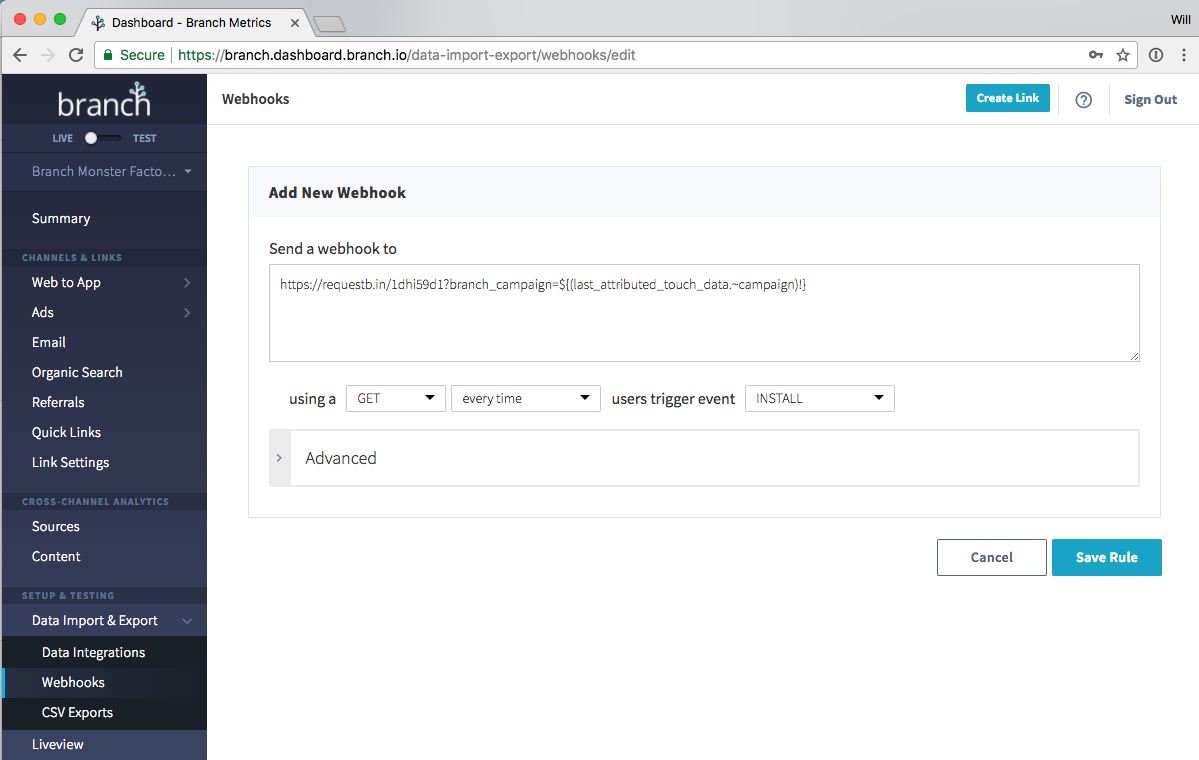 Dashboard - Branch Metrics
Will
Secure
https://branch.dashboard.branch.io/data-import-export/webhooks/edit
branch
LIVE TEST
Branch Monster Facto...
Summary
CHANNELS & LINKS
Web to App
Ads
Email
Organic Search
Referrals
Quick Links
Link Settings
CROSS-CHANNEL ANALYTICS
Sources
Content
SETUP & TESTING
Data Import & Export
Data Integrations
Webhooks
CSV Exports
Liveview
Webhooks
Create Link
?
Sign Out
Add New Webhook
Send a webhook to
https://requestb.in/1dhi59d1?branch_campaign=${(last_attributed_touch_data.~campaign)!}
using a GET every time users trigger event INSTALL
Advanced
Cancel
Save Rule